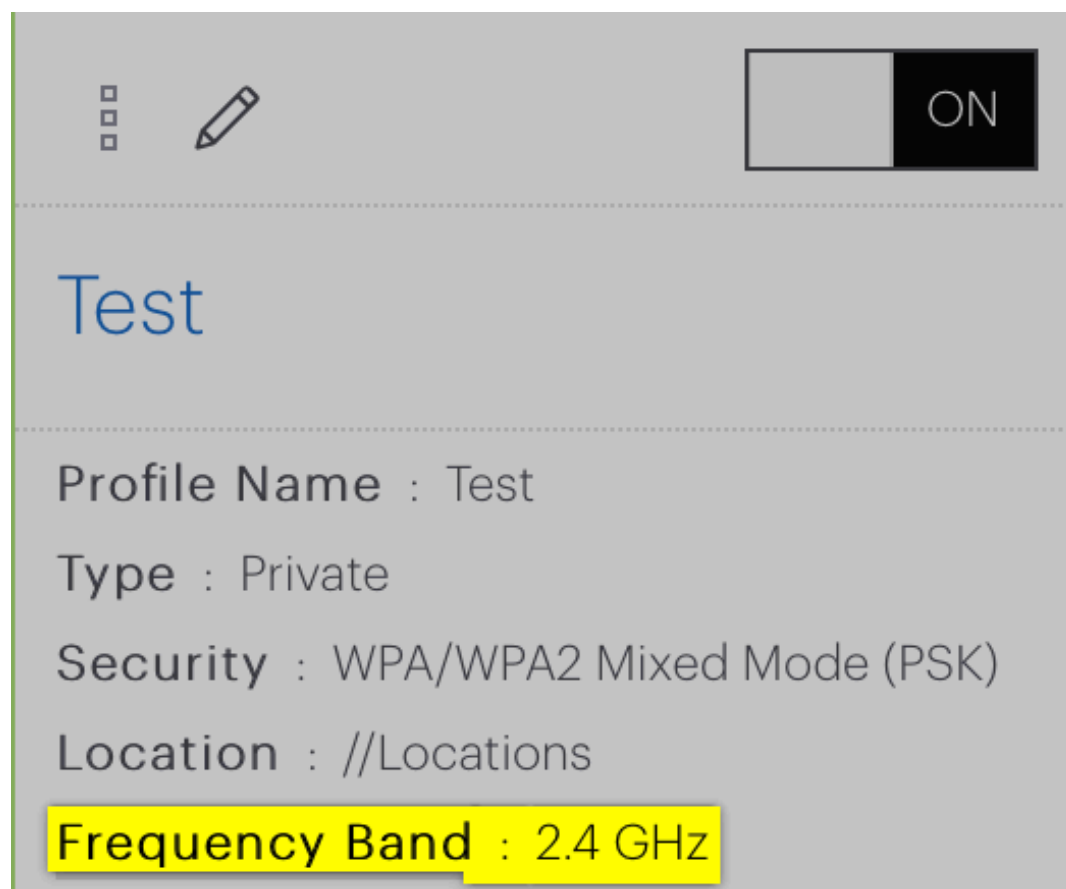 ON
Test
Profile Name : Test
Type : Private
Security : WPA/WPA2 Mixed Mode (PSK)
Location : //Locations
Frequency Band : 2.4 GHz